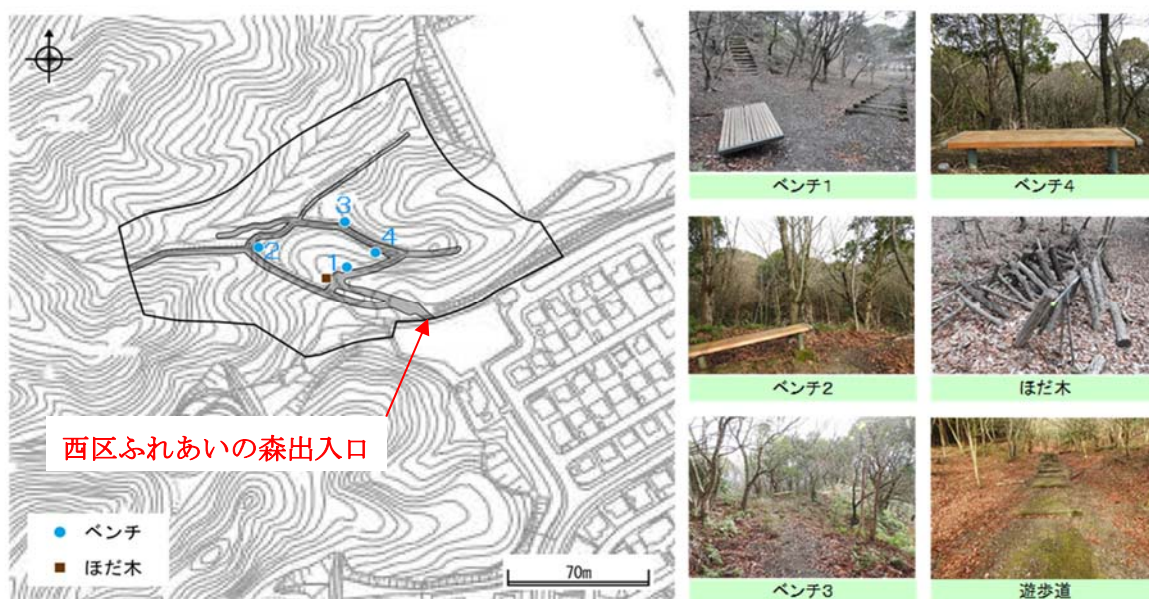 3
2
4
1
西区ふれあいの森出入口
ベンチ
ほだ木
70m
ベンチ1
ベンチ4
ベンチ2
ほだ木
ベンチ3
遊歩道